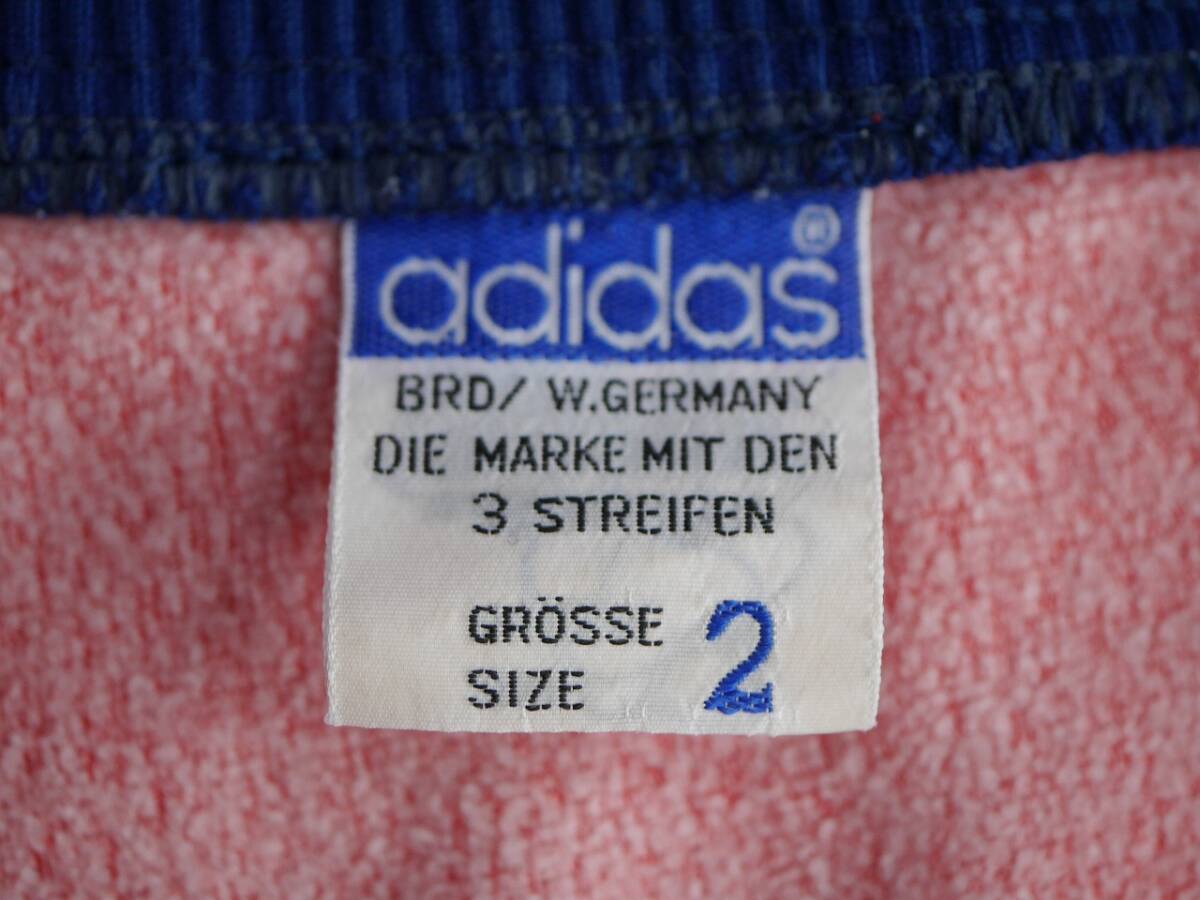 adidas®
BRD/ W.GERMANY
DIE MARKE MIT DEN
3 STREIFEN
GRÖSSE 2
SIZE